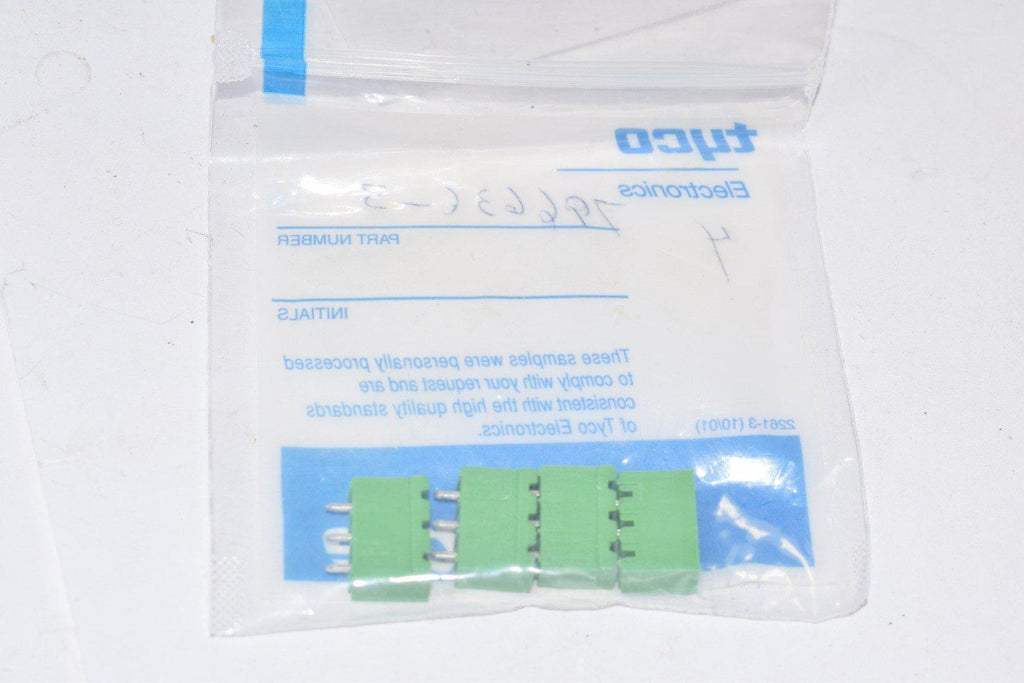 tyco
Electronics
796636-3
PART NUMBER
4
INITIALS
These samples were personally processed
to comply with your request and are
consistent with the high quality standards
of Tyco Electronics.
2261-3 (10/01)